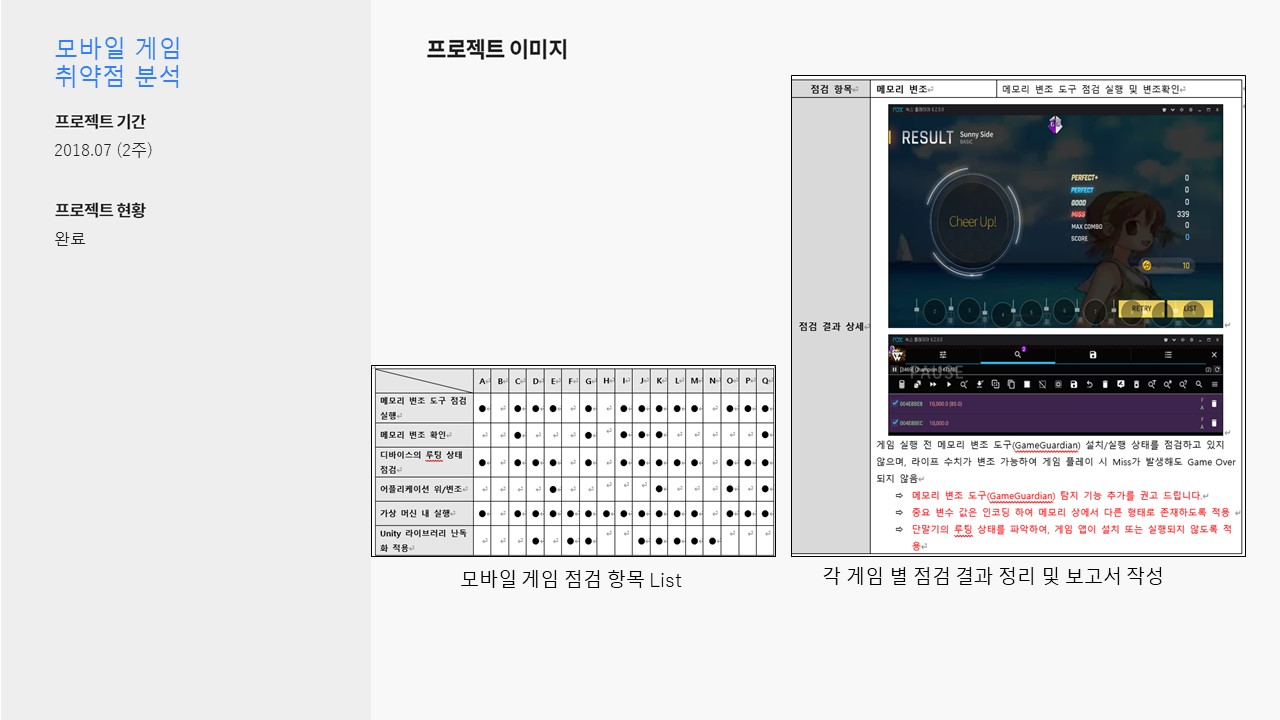 모바일 게임
취약점 분석
프로젝트 기간
2018.07 (2주)
프로젝트 현황
완료
프로젝트 이미지
A B C D E F G H I J K L M N O P Q
메모리 변조 도구 점검
실행
● ● ● ● ● ● ● ● ● ● ● ● ●
메모리 변조 확인
● ● ● ● ● ●
디바이스의 루팅 상태
점검
● ● ● ● ● ● ● ● ● ● ● ● ●
어플리케이션 위/변조
● ● ● ●
가상 머신 내 실행
● ● ● ● ● ● ● ● ● ● ● ● ● ● ●
Unity 라이브러리 난독
화 적용
● ● ● ● ● ● ● ●
모바일 게임 점검 항목 List
점검 항목 메모리 변조 메모리 변조 도구 점검 실행 및 변조확인
점검 결과 상세
RESULT Sunny Side
BASIC
Cheer Up!
PERFECT+ 0
PERFECT 0
GOOD 0
MISS 339
MAX COMBO 0
SCORE 0
10
RETRY LIST
PAUSE
004E88E8 10,000.0 (85.0)
004E88EC 10,000.0
게임 실행 전 메모리 변조 도구(GameGuardian) 설치/실행 상태를 점검하고 있지
않으며, 라이프 수치가 변조 가능하여 게임 플레이 시 Miss가 발생해도 Game Over
되지 않음
⇨ 메모리 변조 도구(GameGuardian) 탐지 기능 추가를 권고 드립니다.
⇨ 중요 변수 값은 인코딩 하여 메모리 상에서 다른 형태로 존재하도록 적용
⇨ 단말기의 루팅 상태를 파악하여, 게임 앱이 설치 또는 실행되지 않도록 적
용
각 게임 별 점검 결과 정리 및 보고서 작성